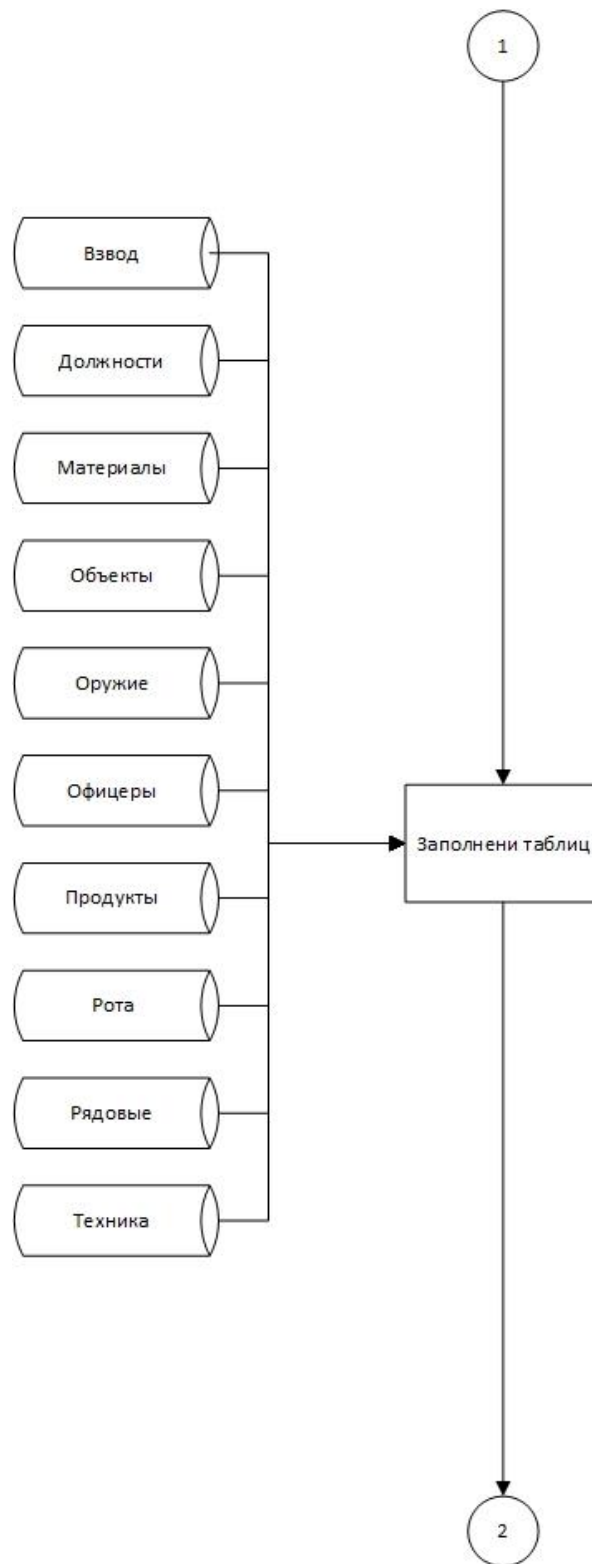 1
Взвод
Должности
Материалы
Объекты
Оружие
Офицеры
Заполнени таблиц
Продукты
Рота
Рядовые
Техника
2